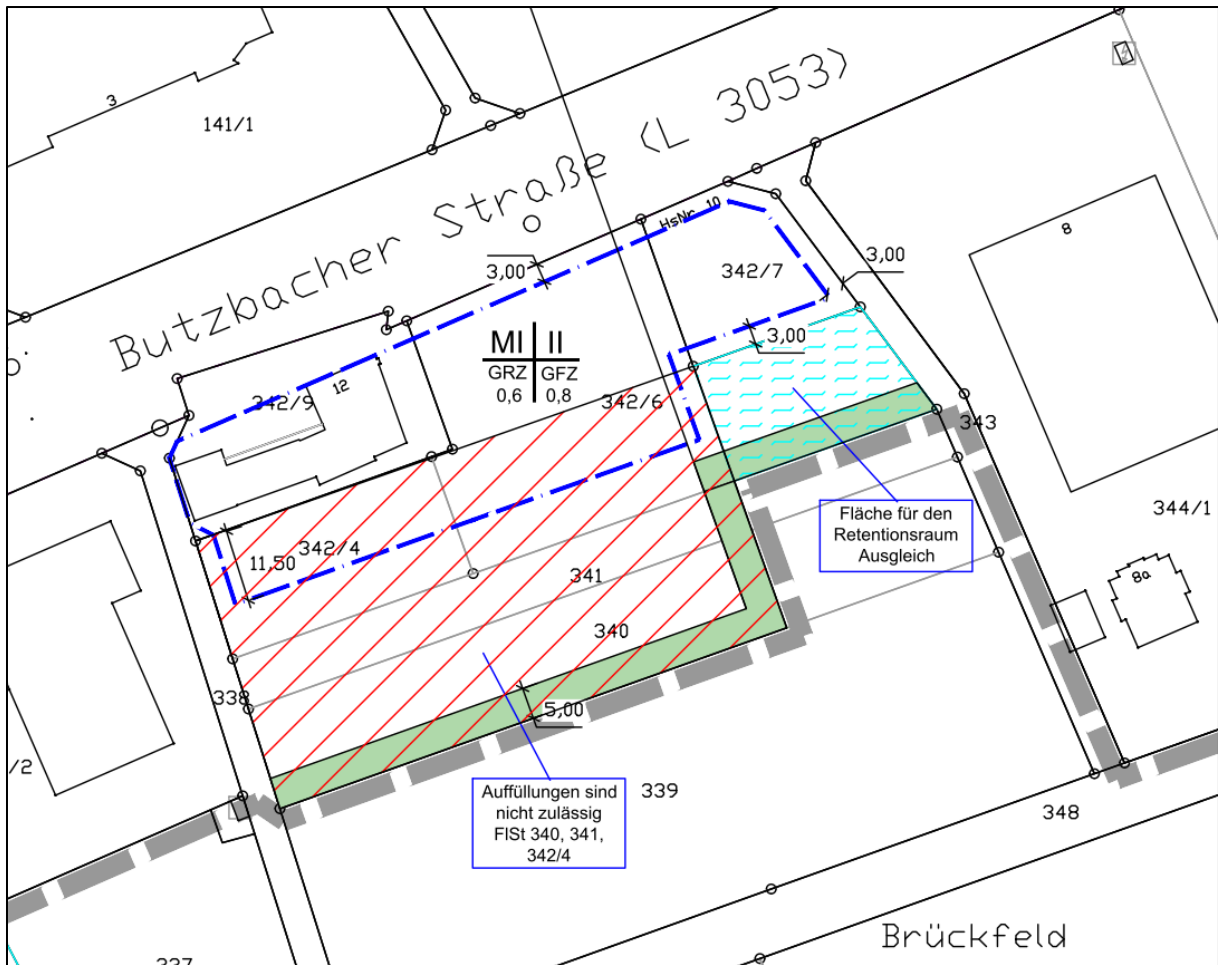 3
141/1
Butzbacher Straße (L 3053)
HsNr. 10
8
342/7
3,00
3,00
3,00
MI II
GRZ GFZ
0,6 0,8
12
342/9
342/6
343
344/1
Fläche für den
Retentionsraum
Ausgleich
342/4
11,50
341
8a
340
338
5,00
/2
339
Auffüllungen sind
nicht zulässig
FlSt 340, 341,
342/4
348
Brückfeld